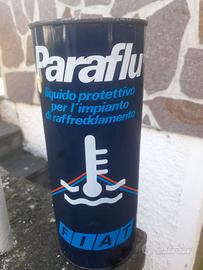 Paraflu
liquido protettivo
per l'impianto
di raffreddamento
FIAT